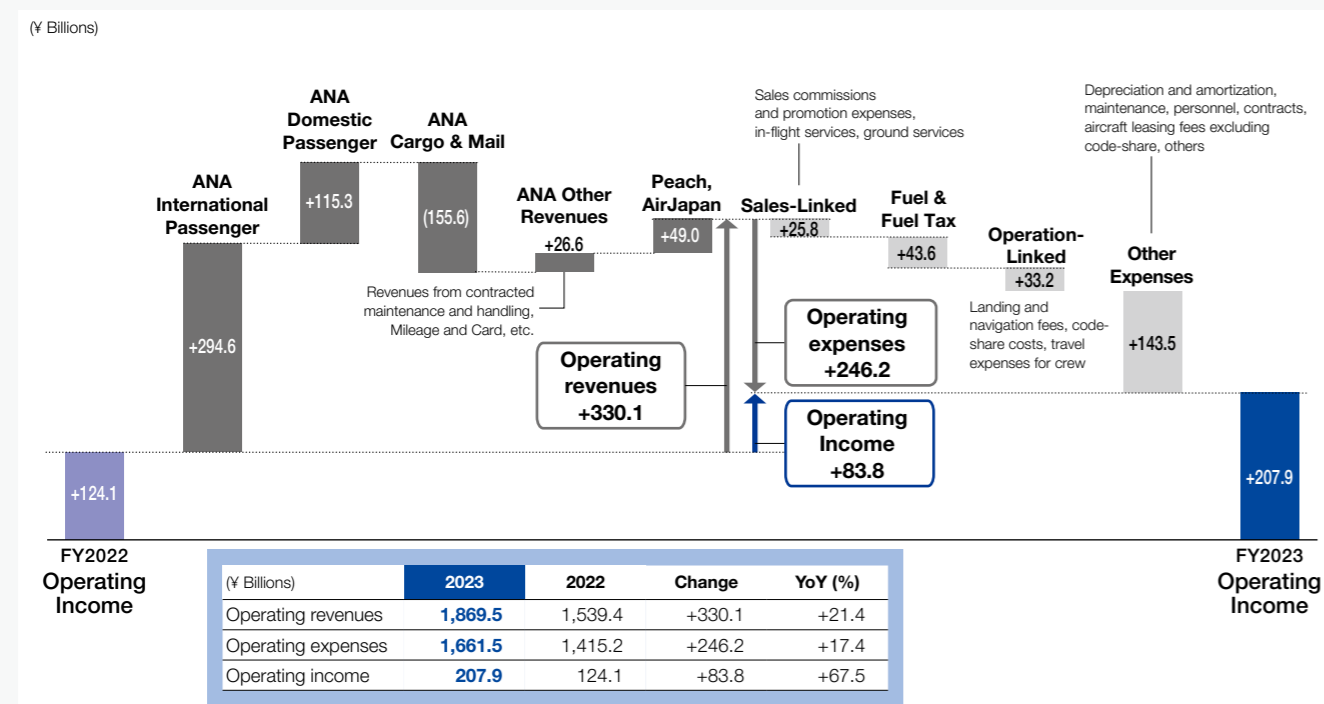 (¥ Billions)
ANA
International
Passenger
+294.6
ANA
Domestic
Passenger
+115.3
ANA
Cargo & Mail
(155.6)
ANA Other
Revenues
+26.6
Revenues from contracted
maintenance and handling,
Mileage and Card, etc.
Peach,
AirJapan
+49.0
Operating
revenues
+330.1
Sales commissions
and promotion expenses,
in-flight services, ground services
Sales-Linked
+25.8
Fuel &
Fuel Tax
+43.6
Operation-
Linked
+33.2
Landing and
navigation fees, code-
share costs, travel
expenses for crew
Depreciation and amortization,
maintenance, personnel, contracts,
aircraft leasing fees excluding
code-share, others
Other
Expenses
+143.5
Operating
expenses
+246.2
Operating
Income
+83.8
+124.1
FY2022
Operating
Income
+207.9
FY2023
Operating
Income
(¥ Billions) 2023 2022 Change YoY (%)
Operating revenues 1,869.5 1,539.4 +330.1 +21.4
Operating expenses 1,661.5 1,415.2 +246.2 +17.4
Operating income 207.9 124.1 +83.8 +67.5